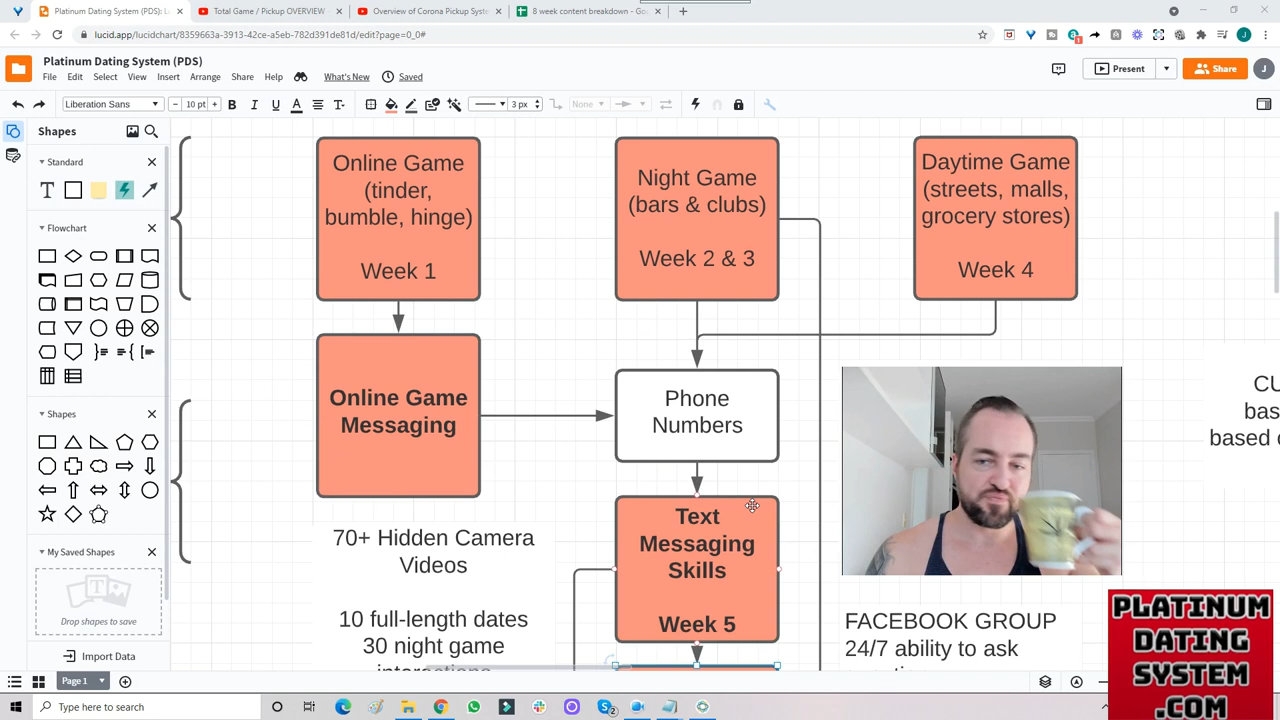 Platinum Dating System (PDS): L
Total Game / Pickup OVERVIEW -
Overview of Corona Pickup Syst
8 week content breakdown - Go
lucid.app/lucidchart/8359663a-3913-42ce-a5eb-782d391de81d/edit?page=0_0#
Platinum Dating System (PDS)
File Edit Select View Insert Arrange Share Help What's New Saved
Present
Share
J
Liberation Sans
10 pt
B I U A T
3 px
None
Shapes
Standard
T
Flowchart
Shapes
My Saved Shapes
T
Drop shapes to save
Import Data
Online Game
(tinder,
bumble, hinge)
Week 1
Night Game
(bars & clubs)
Week 2 & 3
Daytime Game
(streets, malls,
grocery stores)
Week 4
Online Game
Messaging
Phone
Numbers
CU
bas
based
Text
Messaging
Skills
Week 5
70+ Hidden Camera
Videos
10 full-length dates
30 night game
FACEBOOK GROUP
24/7 ability to ask
PLATINUM
DATING
SYSTEM
.COM
Page 1
Type here to search